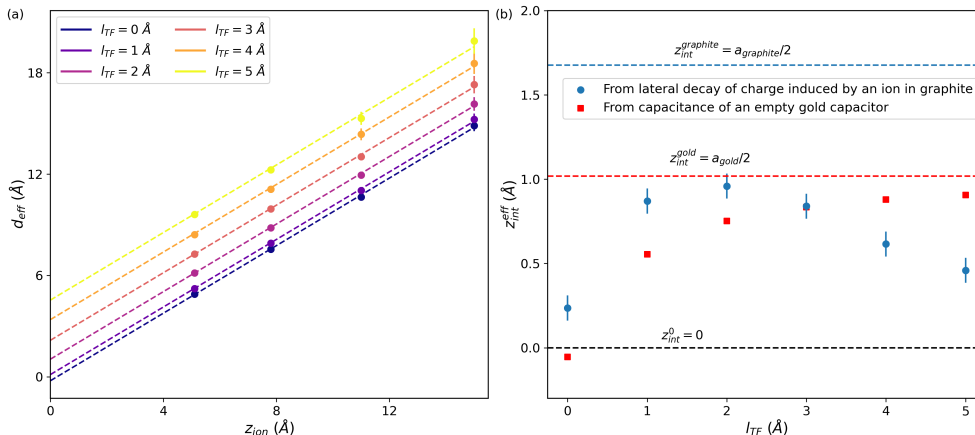 (a)
l_TF = 0 Å
l_TF = 1 Å
l_TF = 2 Å
l_TF = 3 Å
l_TF = 4 Å
l_TF = 5 Å
18
12
6
0
d_eff (Å)
0
4
8
12
z_ion (Å)
(b)
2.0
1.5
1.0
0.5
0.0
z_int^eff (Å)
z_int^graphite = a_graphite/2
From lateral decay of charge induced by an ion in graphite
From capacitance of an empty gold capacitor
z_int^gold = a_gold/2
z_int^0 = 0
0
1
2
3
4
5
l_TF (Å)